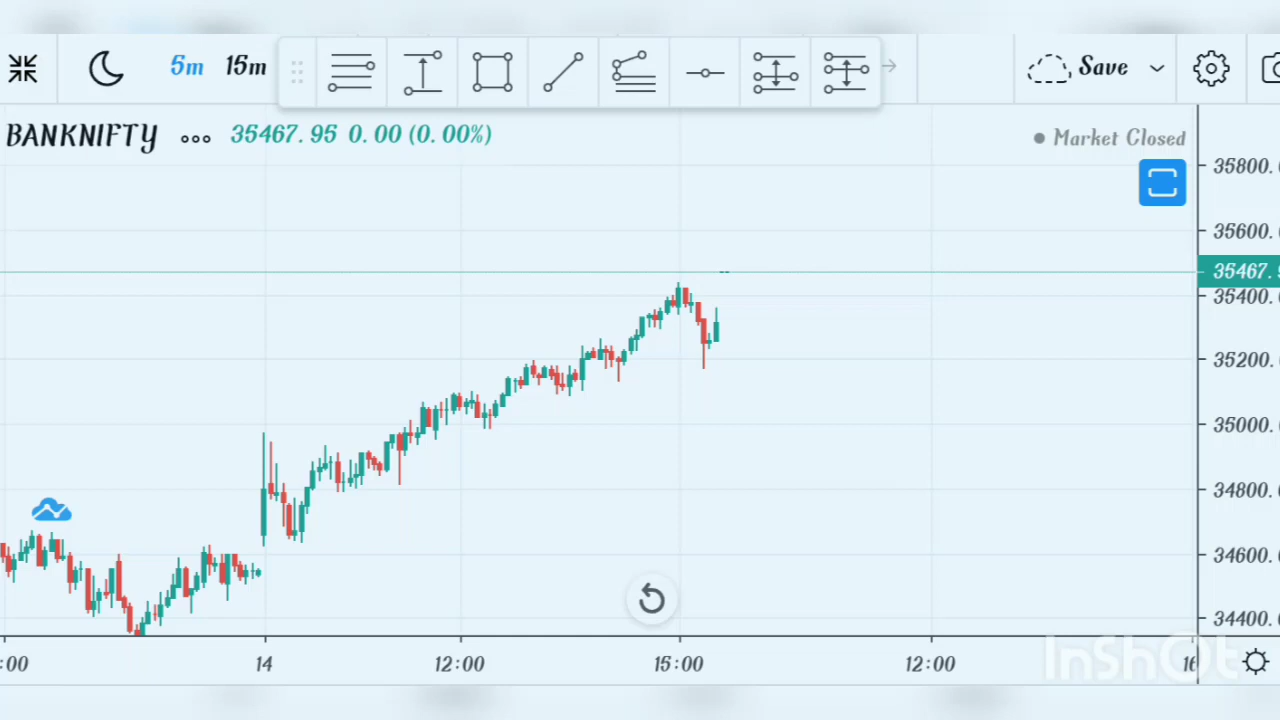 5m 15m Save
BANKNIFTY 35467.95 0.00 (0.00%) Market Closed
35800.
35600.
35467.
35400.
35200.
35000.
34800.
34600.
34400.
:00 14 12:00 15:00 12:00 16
InShOt